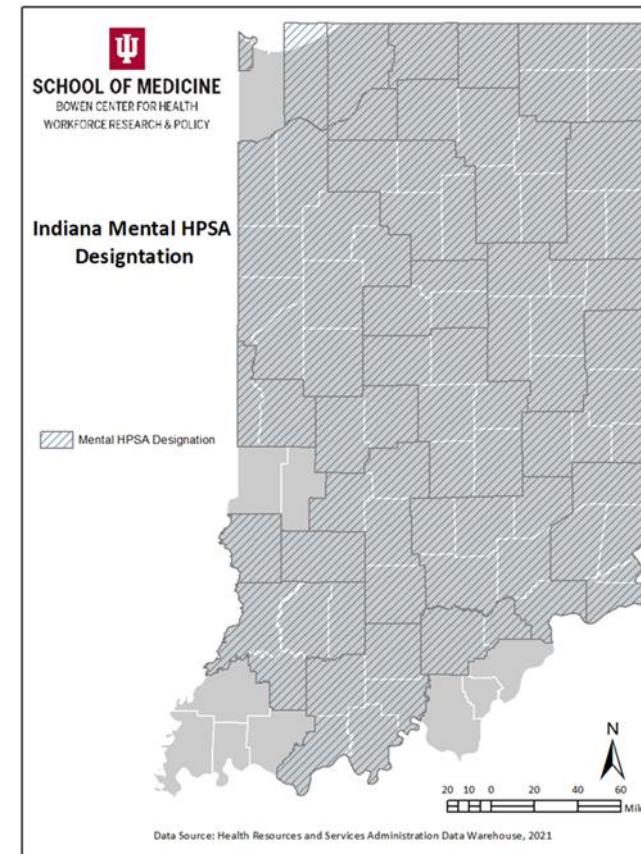 SCHOOL OF MEDICINE
BOWEN CENTER FOR HEALTH
WORKFORCE RESEARCH & POLICY
Indiana Mental HPSA
Designtation
Mental HPSA Designation
N
20 10 0 20 40 60
Mil
Data Source: Health Resources and Services Administration Data Warehouse, 2021